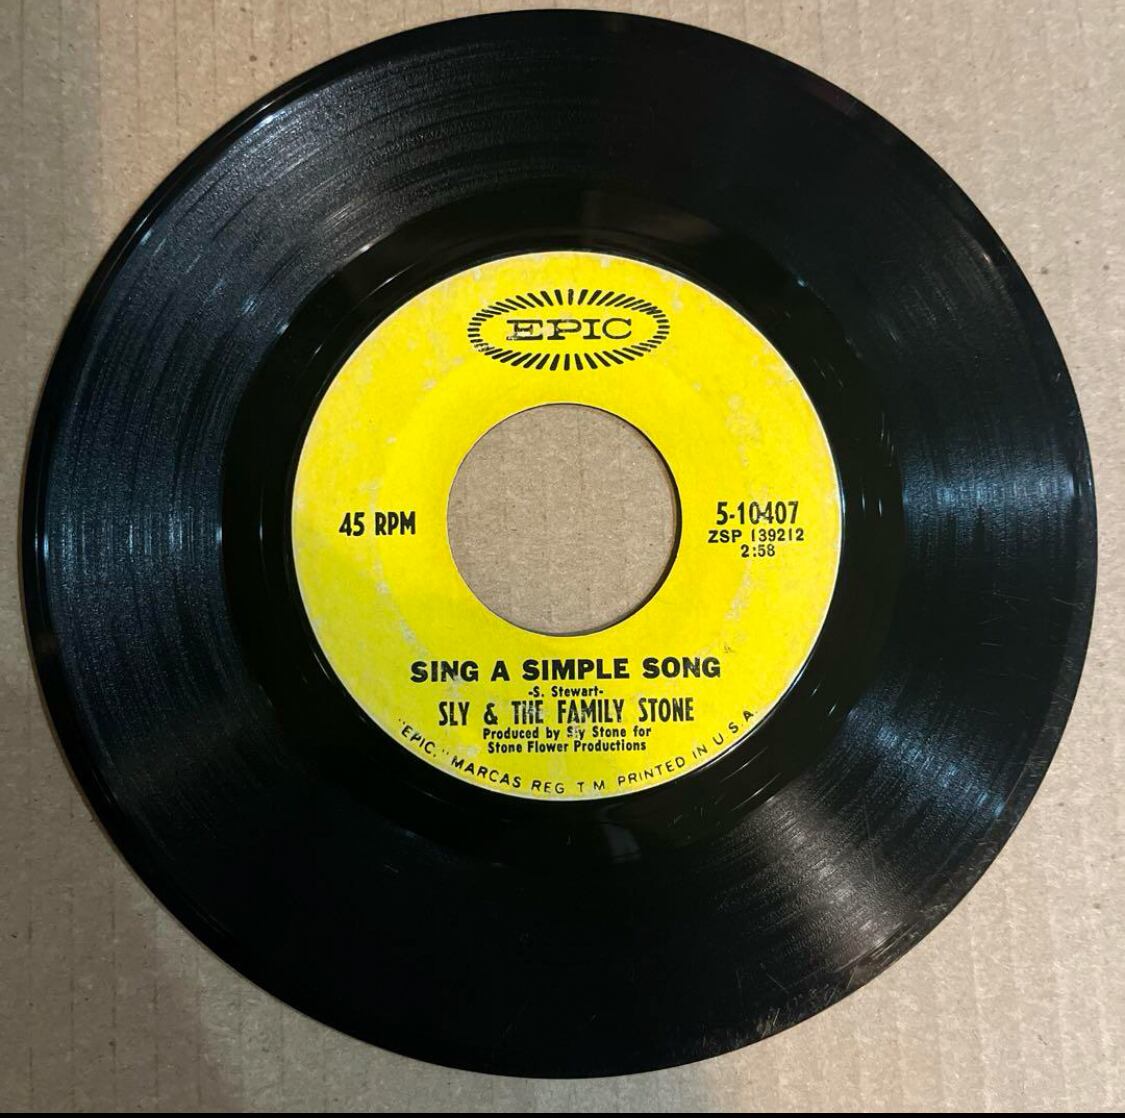 EPIC
45 RPM
5-10407
ZSP 139212
2:58
SING A SIMPLE SONG
-S. Stewart-
SLY & THE FAMILY STONE
Produced by Sly Stone for
Stone Flower Productions
"EPIC," MARCAS REG T M PRINTED IN U.S.A.